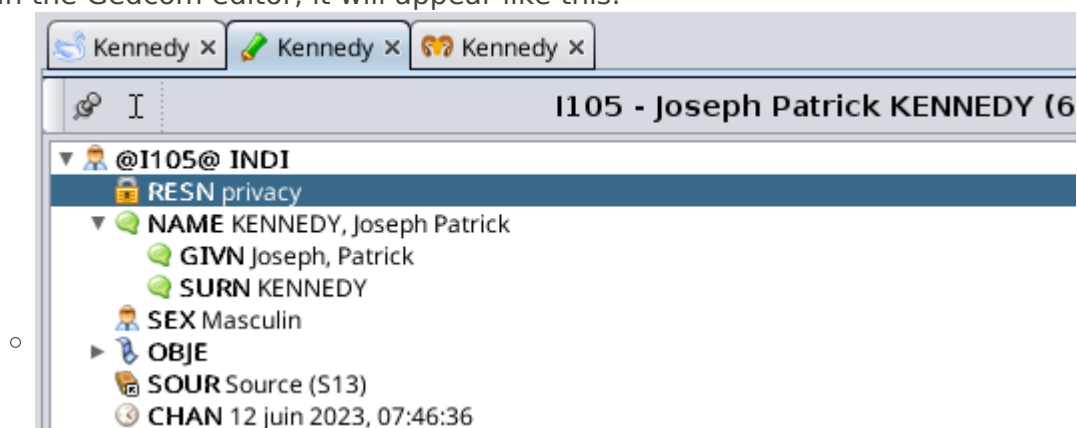 in the Gedcom editor, it will appear like this:
Kennedy × Kennedy × Kennedy ×
I105 - Joseph Patrick KENNEDY (6
@I105@ INDI
RESN privacy
NAME KENNEDY, Joseph Patrick
GIVN Joseph, Patrick
SURN KENNEDY
SEX Masculin
OBJE
SOUR Source (S13)
CHAN 12 juin 2023, 07:46:36